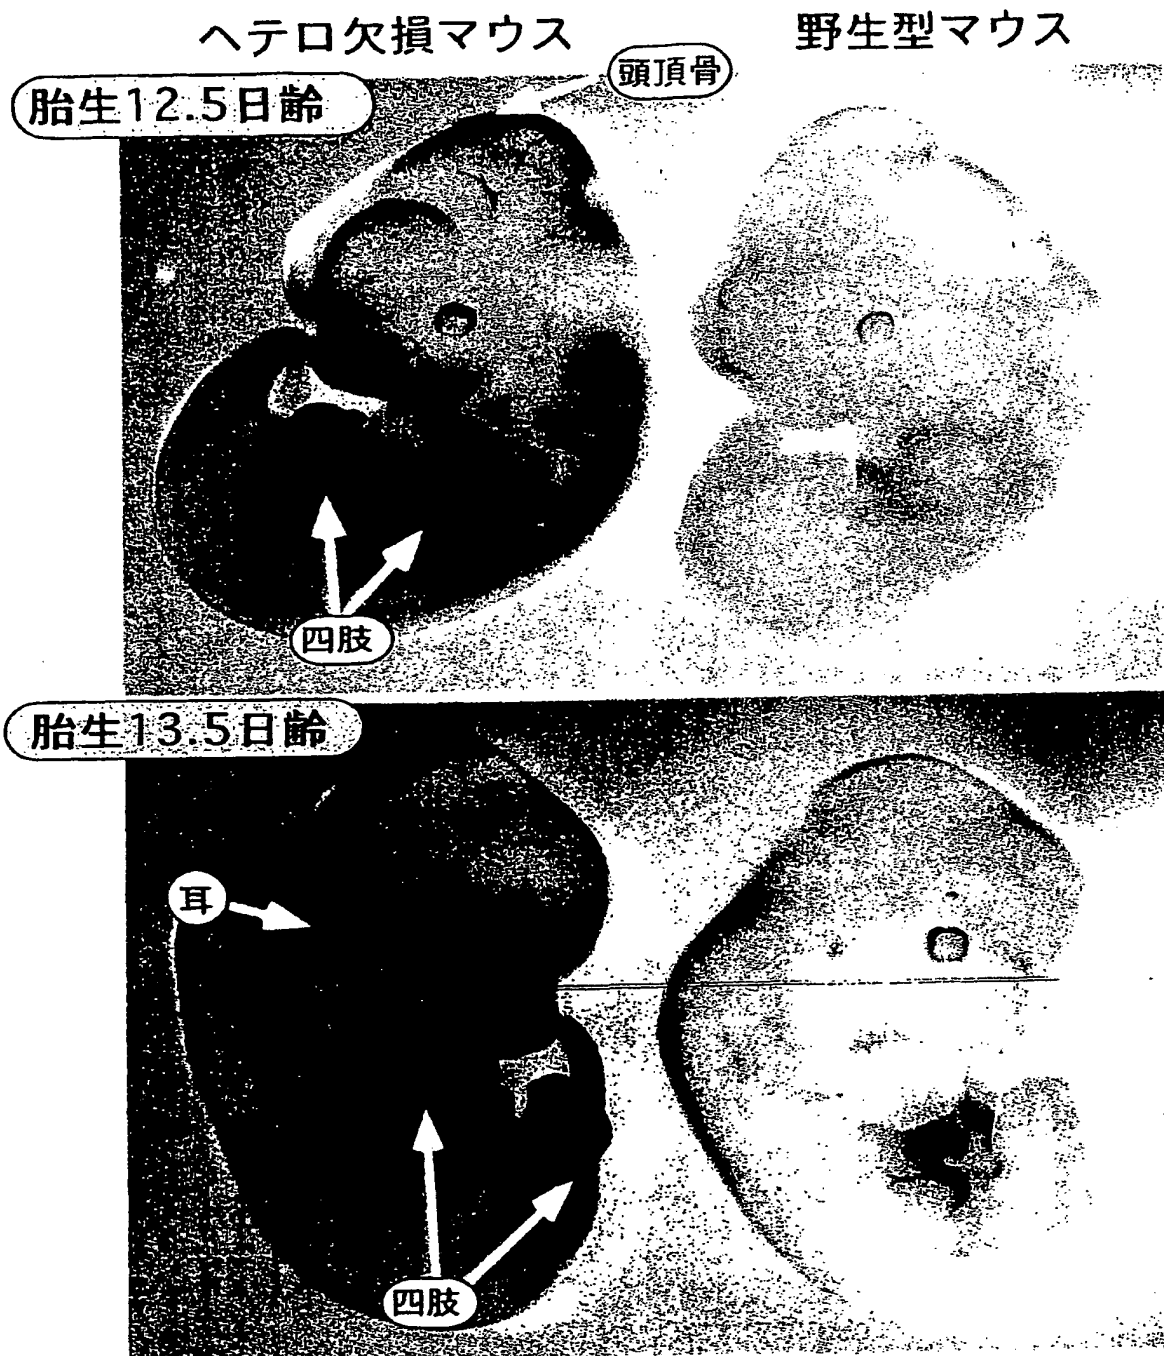 ヘテロ欠損マウス
野生型マウス
頭頂骨
胎生12.5日齢
四肢
胎生13.5日齢
耳
四肢